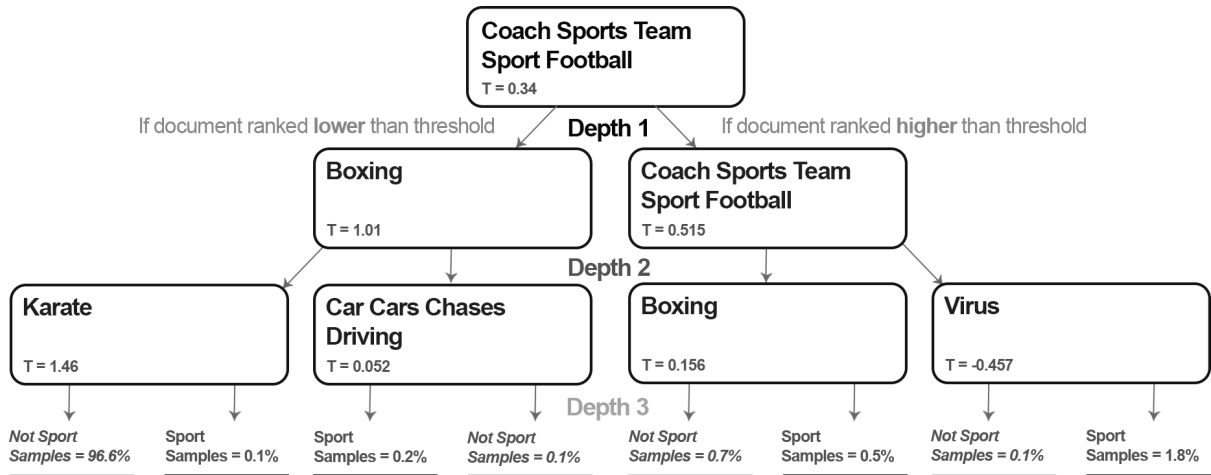 Coach Sports Team
Sport Football
T = 0.34
If document ranked lower than threshold
Depth 1
If document ranked higher than threshold
Boxing
T = 1.01
Coach Sports Team
Sport Football
T = 0.515
Depth 2
Karate
T = 1.46
Car Cars Chases
Driving
T = 0.052
Boxing
T = 0.156
Virus
T = -0.457
Depth 3
Not Sport
Samples = 96.6%
Sport
Samples = 0.1%
Sport
Samples = 0.2%
Not Sport
Samples = 0.1%
Not Sport
Samples = 0.7%
Sport
Samples = 0.5%
Not Sport
Samples = 0.1%
Sport
Samples = 1.8%